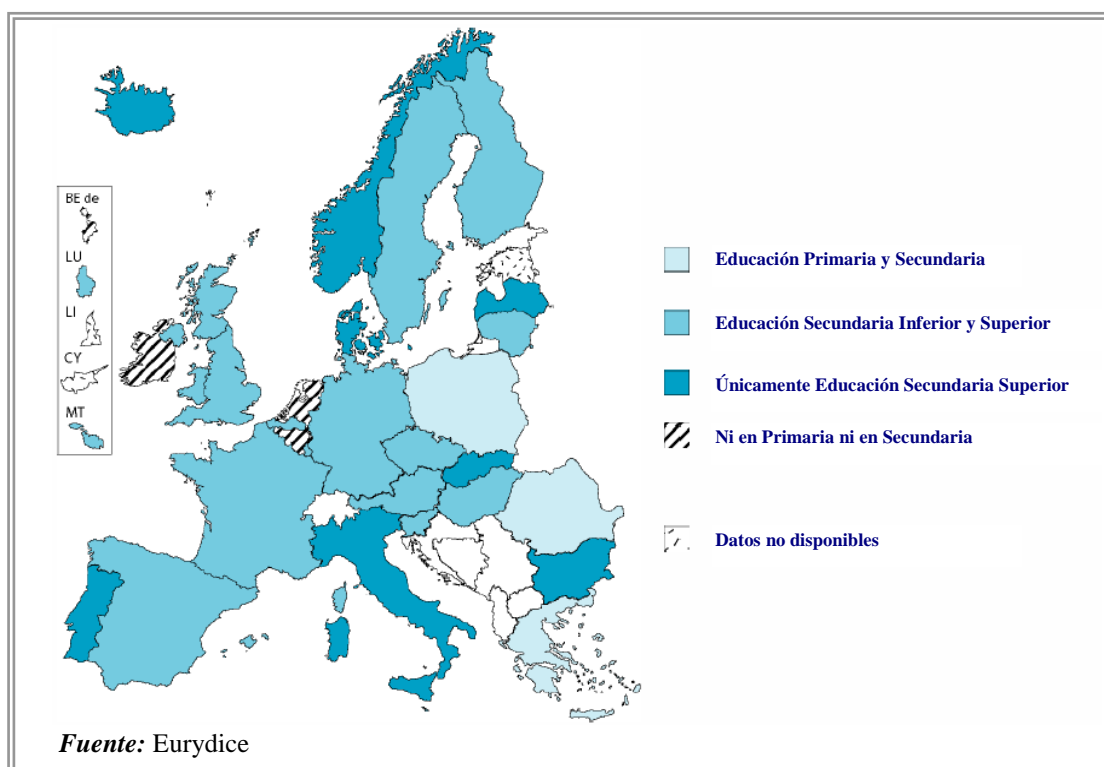 BE de
LU
LI
CY
MT
Educación Primaria y Secundaria
Educación Secundaria Inferior y Superior
Únicamente Educación Secundaria Superior
Ni en Primaria ni en Secundaria
Datos no disponibles
Fuente: Eurydice